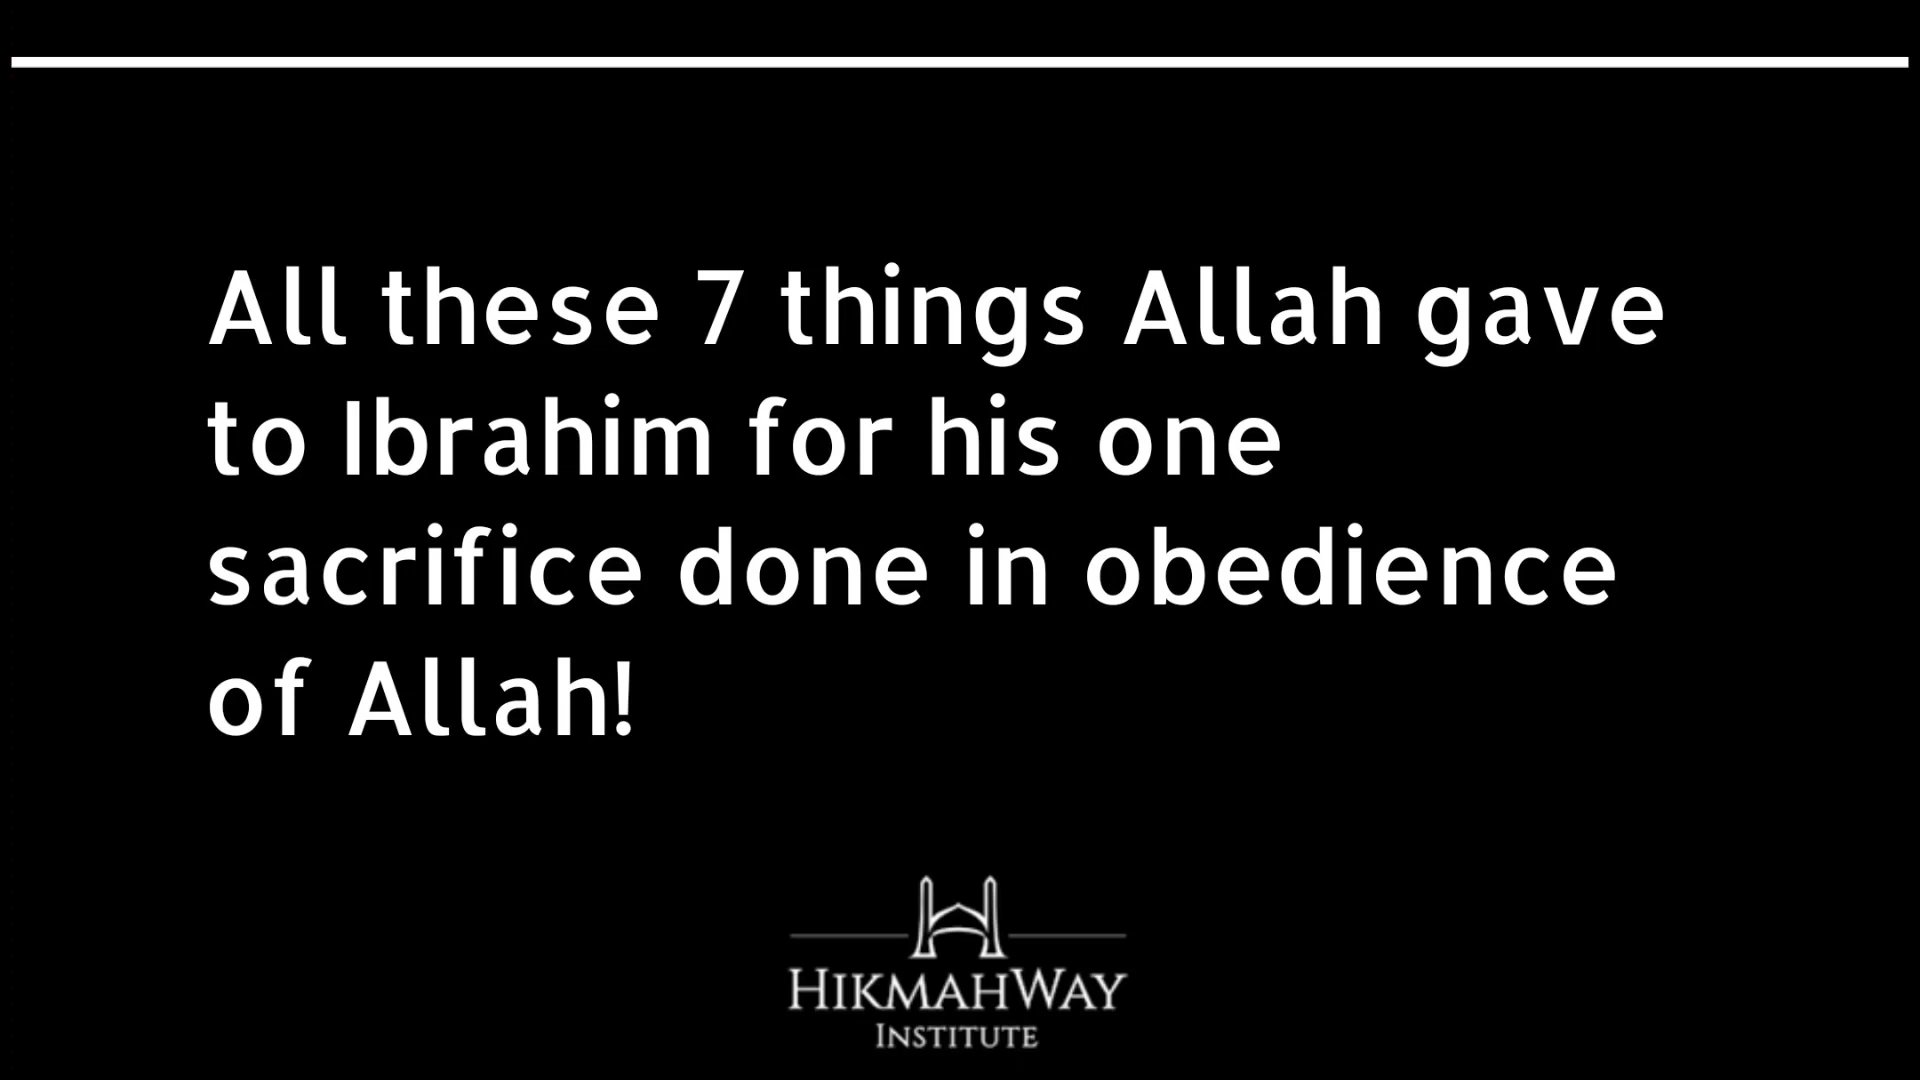 All these 7 things Allah gave
to Ibrahim for his one
sacrifice done in obedience
of Allah!
HIKMAHWAY
INSTITUTE